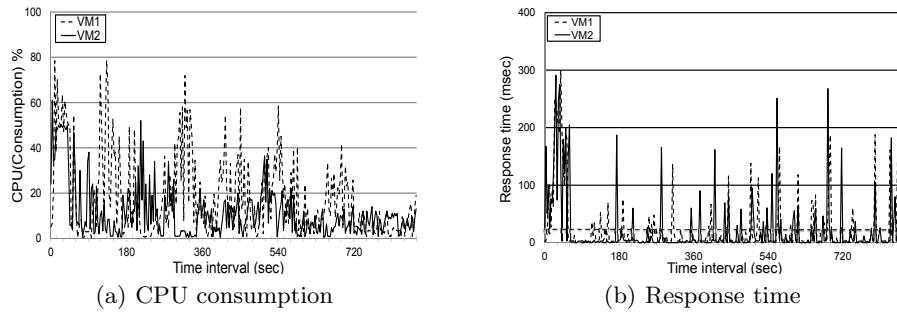 100
80
60
40
20
0
CPU(Consumption) %
VM1
VM2
0 180 360 540 720
Time interval (sec)
(a) CPU consumption
400
300
200
100
0
Response time (msec)
VM1
VM2
0 180 360 540 720
Time interval (sec)
(b) Response time